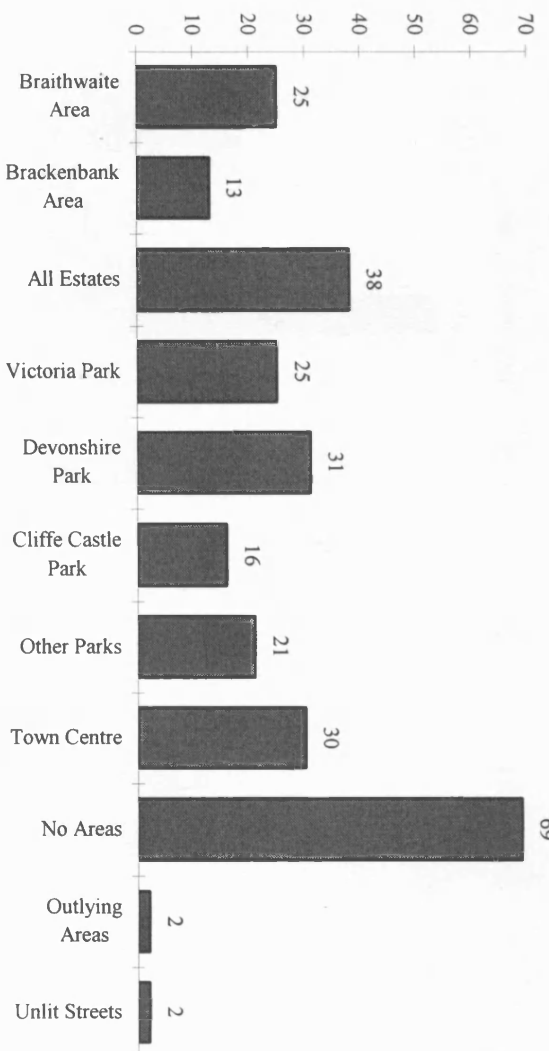 70
60
50
40
30
20
10
0
25
13
38
25
31
16
21
30
69
2
2
Braithwaite
Area
Brackenbank
Area
All Estates
Victoria Park
Devonshire
Park
Cliffe Castle
Park
Other Parks
Town Centre
No Areas
Outlying
Areas
Unlit Streets